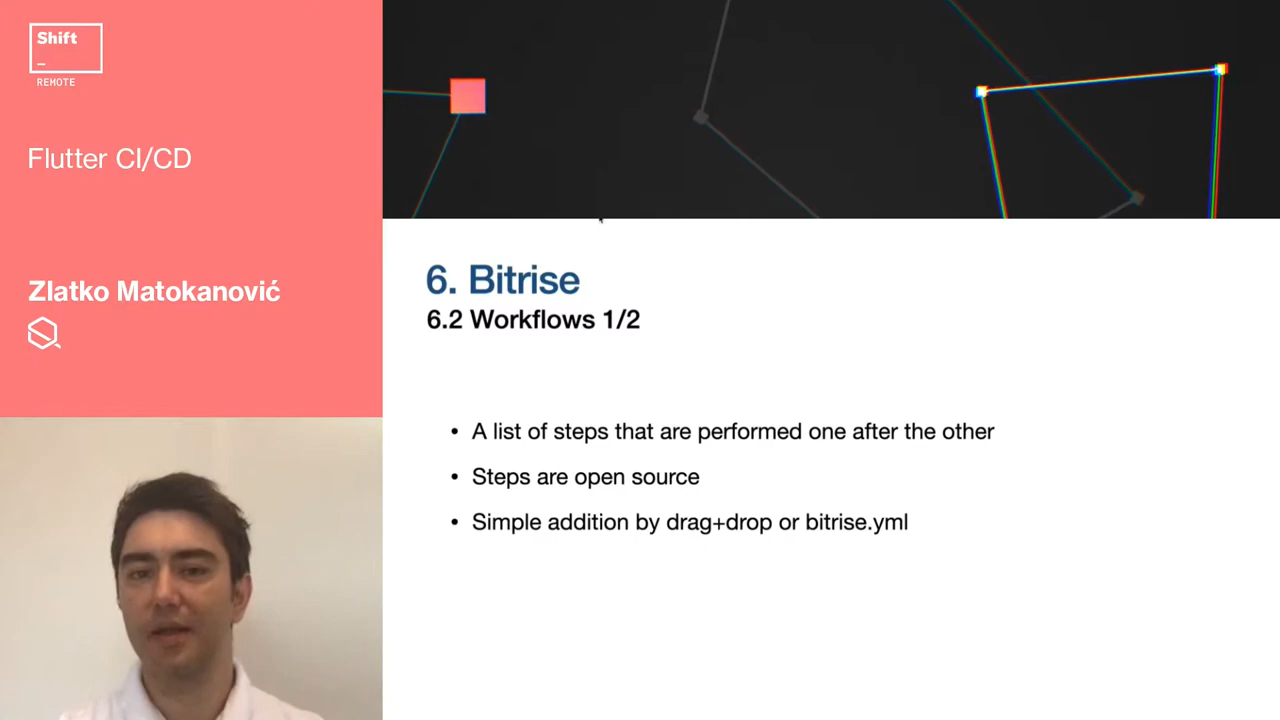 Shift
_
REMOTE
Flutter CI/CD
Zlatko Matokanović
6. Bitrise
6.2 Workflows 1/2
• A list of steps that are performed one after the other
• Steps are open source
• Simple addition by drag+drop or bitrise.yml